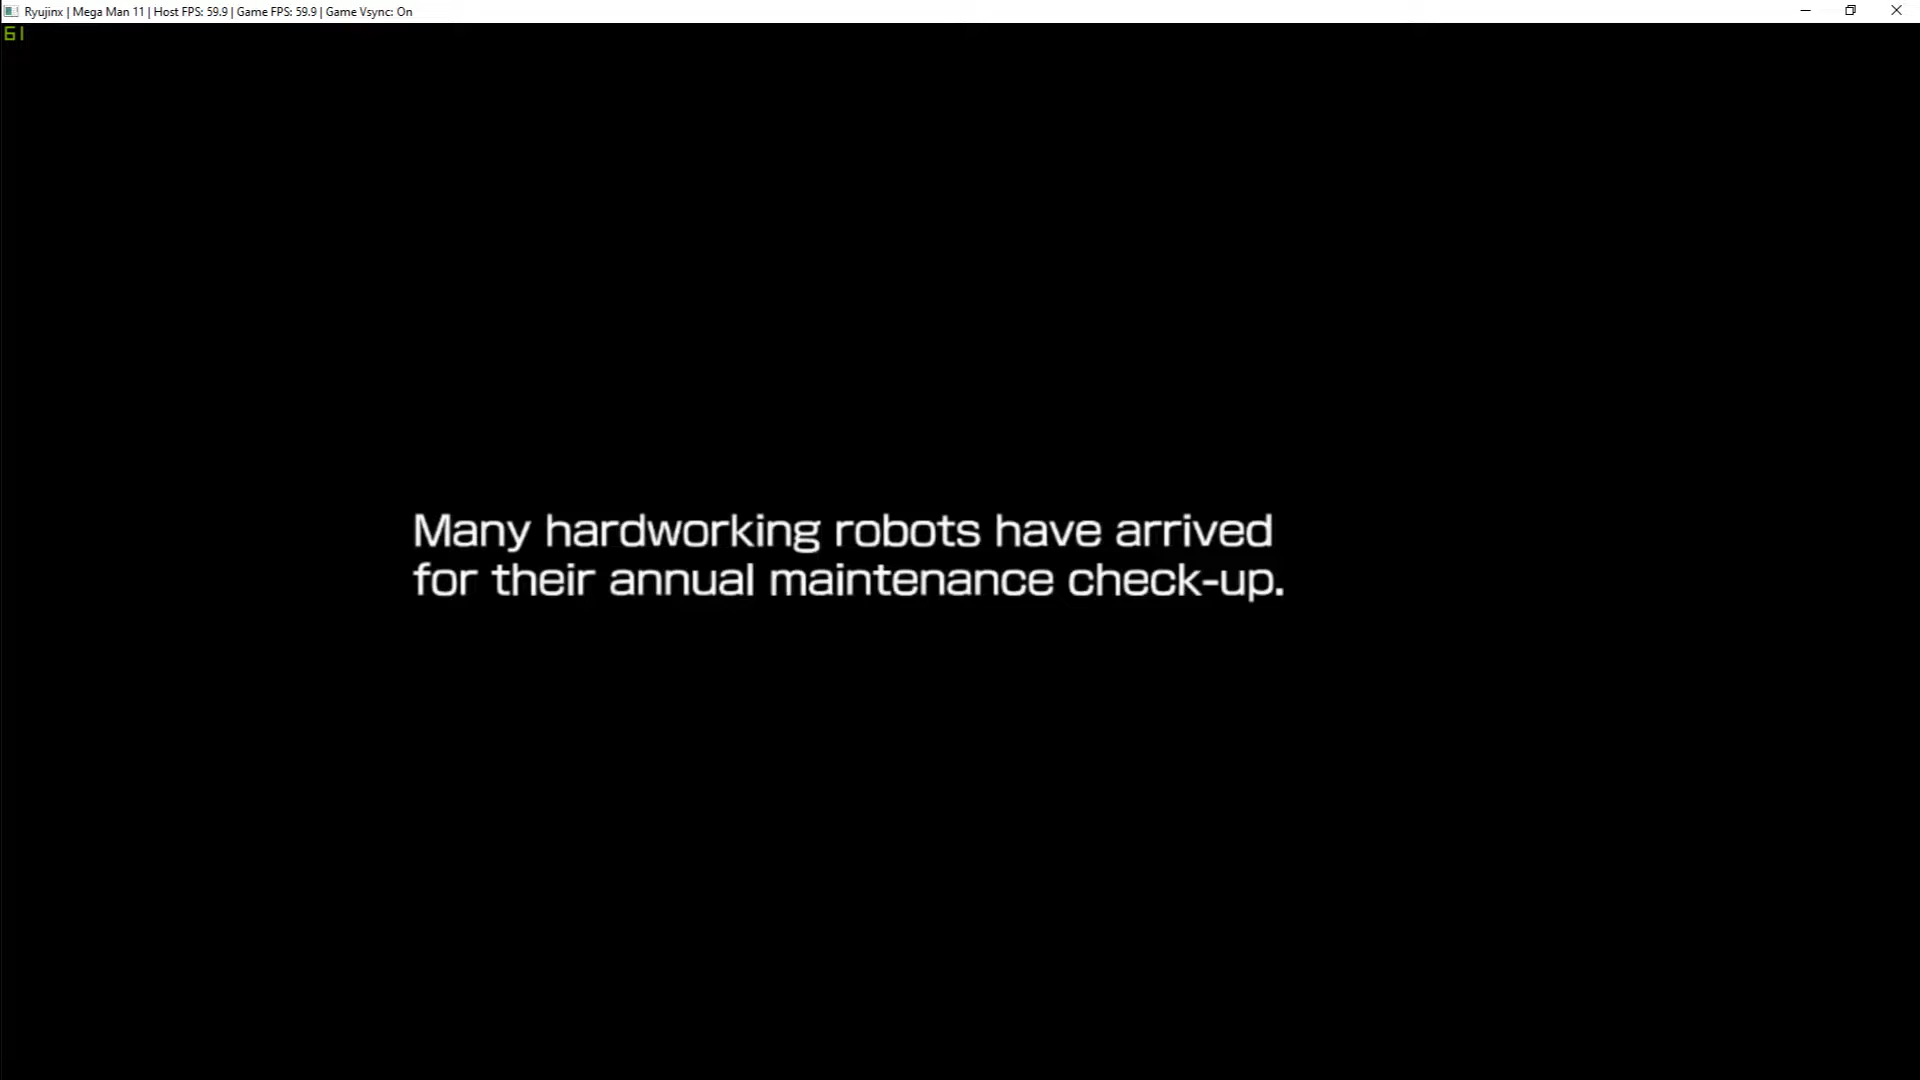 Ryujinx | Mega Man 11 | Host FPS: 59.9 | Game FPS: 59.9 | Game Vsync: On
61
Many hardworking robots have arrived
for their annual maintenance check-up.